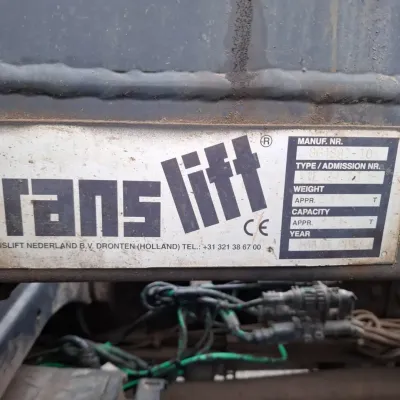 rans lift ®
CE
SLIFT NEDERLAND B.V. DRONTEN (HOLLAND) TEL.: +31 321 38 67 00
MANUF. NR.
TYPE / ADMISSION NR.
WEIGHT
APPR. T
CAPACITY
APPR. T
YEAR